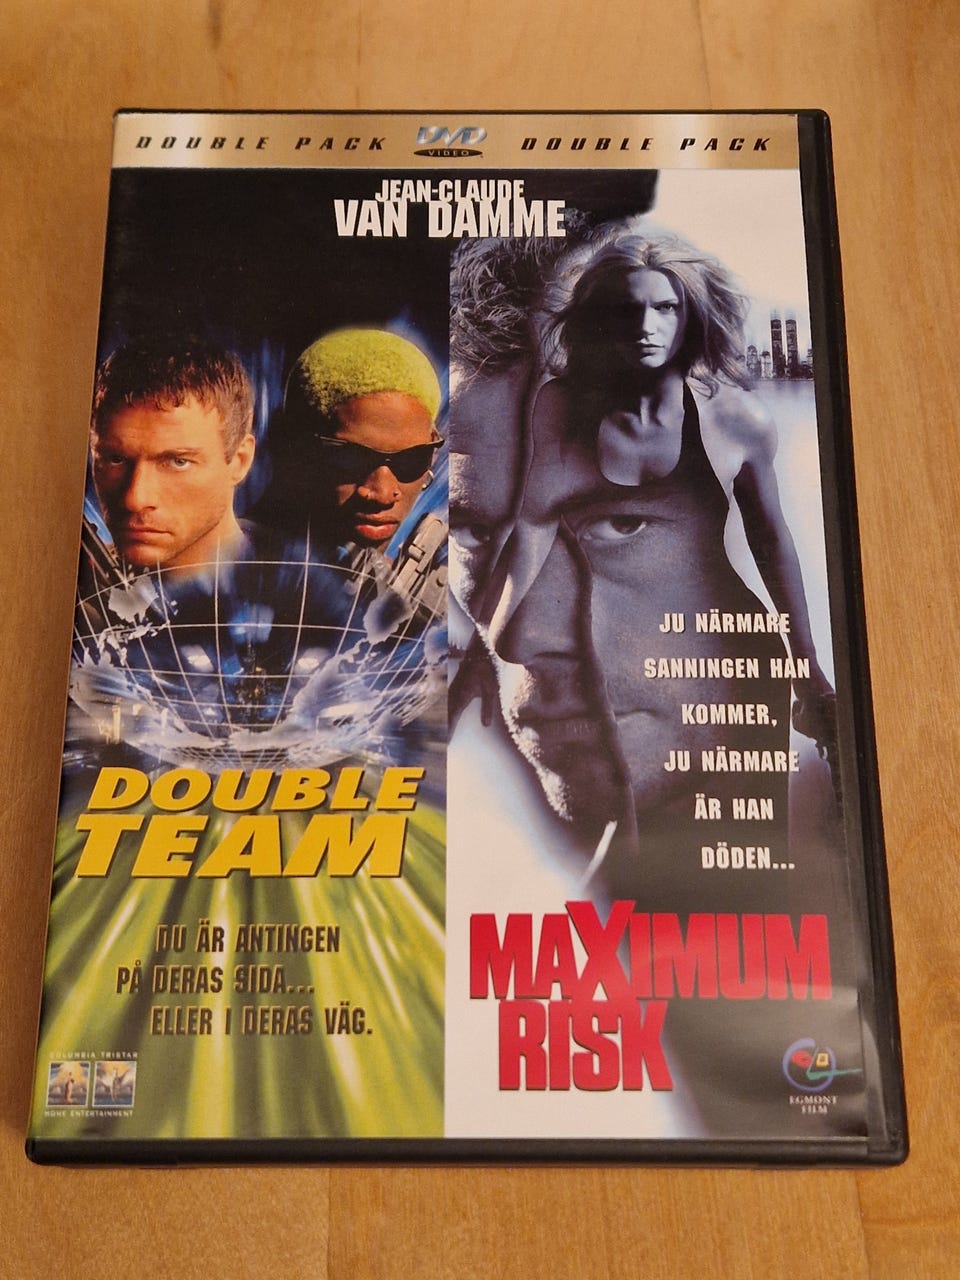 DOUBLE PACK DVD VIDEO DOUBLE PACK
JEAN-CLAUDE
VAN DAMME
DOUBLE
TEAM
DU ÄR ANTINGEN
PÅ DERAS SIDA...
ELLER I DERAS VÄG.
COLUMBIA TRISTAR
HOME ENTERTAINMENT
JU NÄRMARE
SANNINGEN HAN
KOMMER,
JU NÄRMARE
ÄR HAN
DÖDEN...
MAXIMUM
RISK
EGMONT
FILM